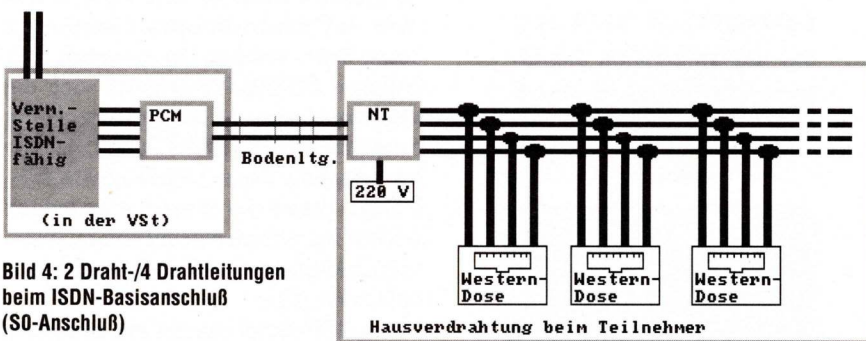 Verm.-
Stelle
ISDN-
fähig
PCM
(in der VSt)
Bodenltg.
NT
220 V
Western-
Dose
Western-
Dose
Western-
Dose
Hausverdrahtung beim Teilnehmer
Bild 4: 2 Draht-/4 Drahtleitungen
beim ISDN-Basisanschluß
(S0-Anschluß)